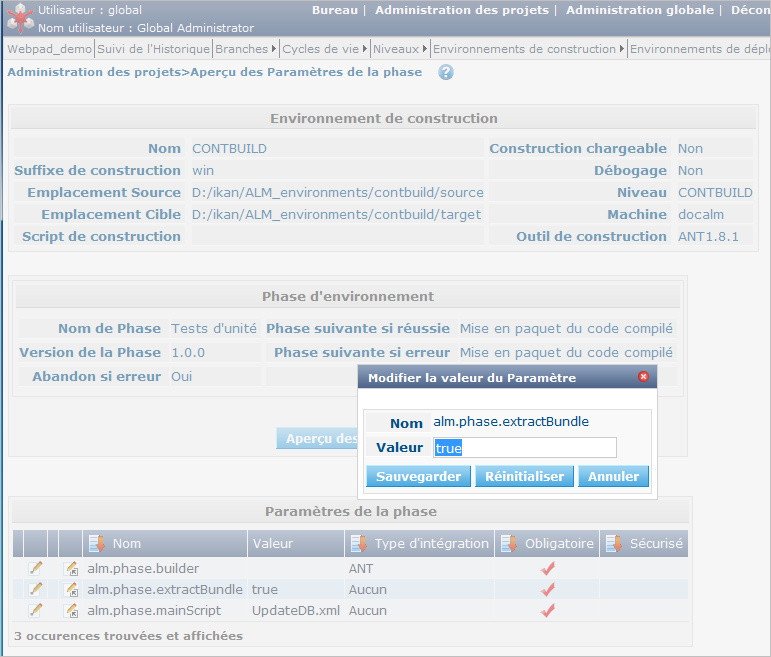 Utilisateur : global
Bureau | Administration des projets | Administration globale | Décon
Nom utilisateur : Global Administrator
Webpad_demo Suivi de l'Historique Branches Cycles de vie Niveaux Environnements de construction Environnements de dépl
Administration des projets>Aperçu des Paramètres de la phase ?
Environnement de construction
Nom CONTBUILD Construction chargeable Non
Suffixe de construction win Débogage Non
Emplacement Source D:/ikan/ALM_environments/contbuild/source Niveau CONTBUILD
Emplacement Cible D:/ikan/ALM_environments/contbuild/target Machine docalm
Script de construction Outil de construction ANT1.8.1
Phase d'environnement
Nom de Phase Tests d'unité Phase suivante si réussie Mise en paquet du code compilé
Version de la Phase 1.0.0 Phase suivante si erreur Mise en paquet du code compilé
Abandon si erreur Oui
Modifier la valeur du Paramètre
Nom alm.phase.extractBundle
Valeur true
Sauvegarder Réinitialiser Annuler
Aperçu des
Paramètres de la phase
Nom Valeur Type d'intégration Obligatoire Sécurisé
alm.phase.builder ANT
alm.phase.extractBundle true Aucun
alm.phase.mainScript UpdateDB.xml Aucun
3 occurences trouvées et affichées